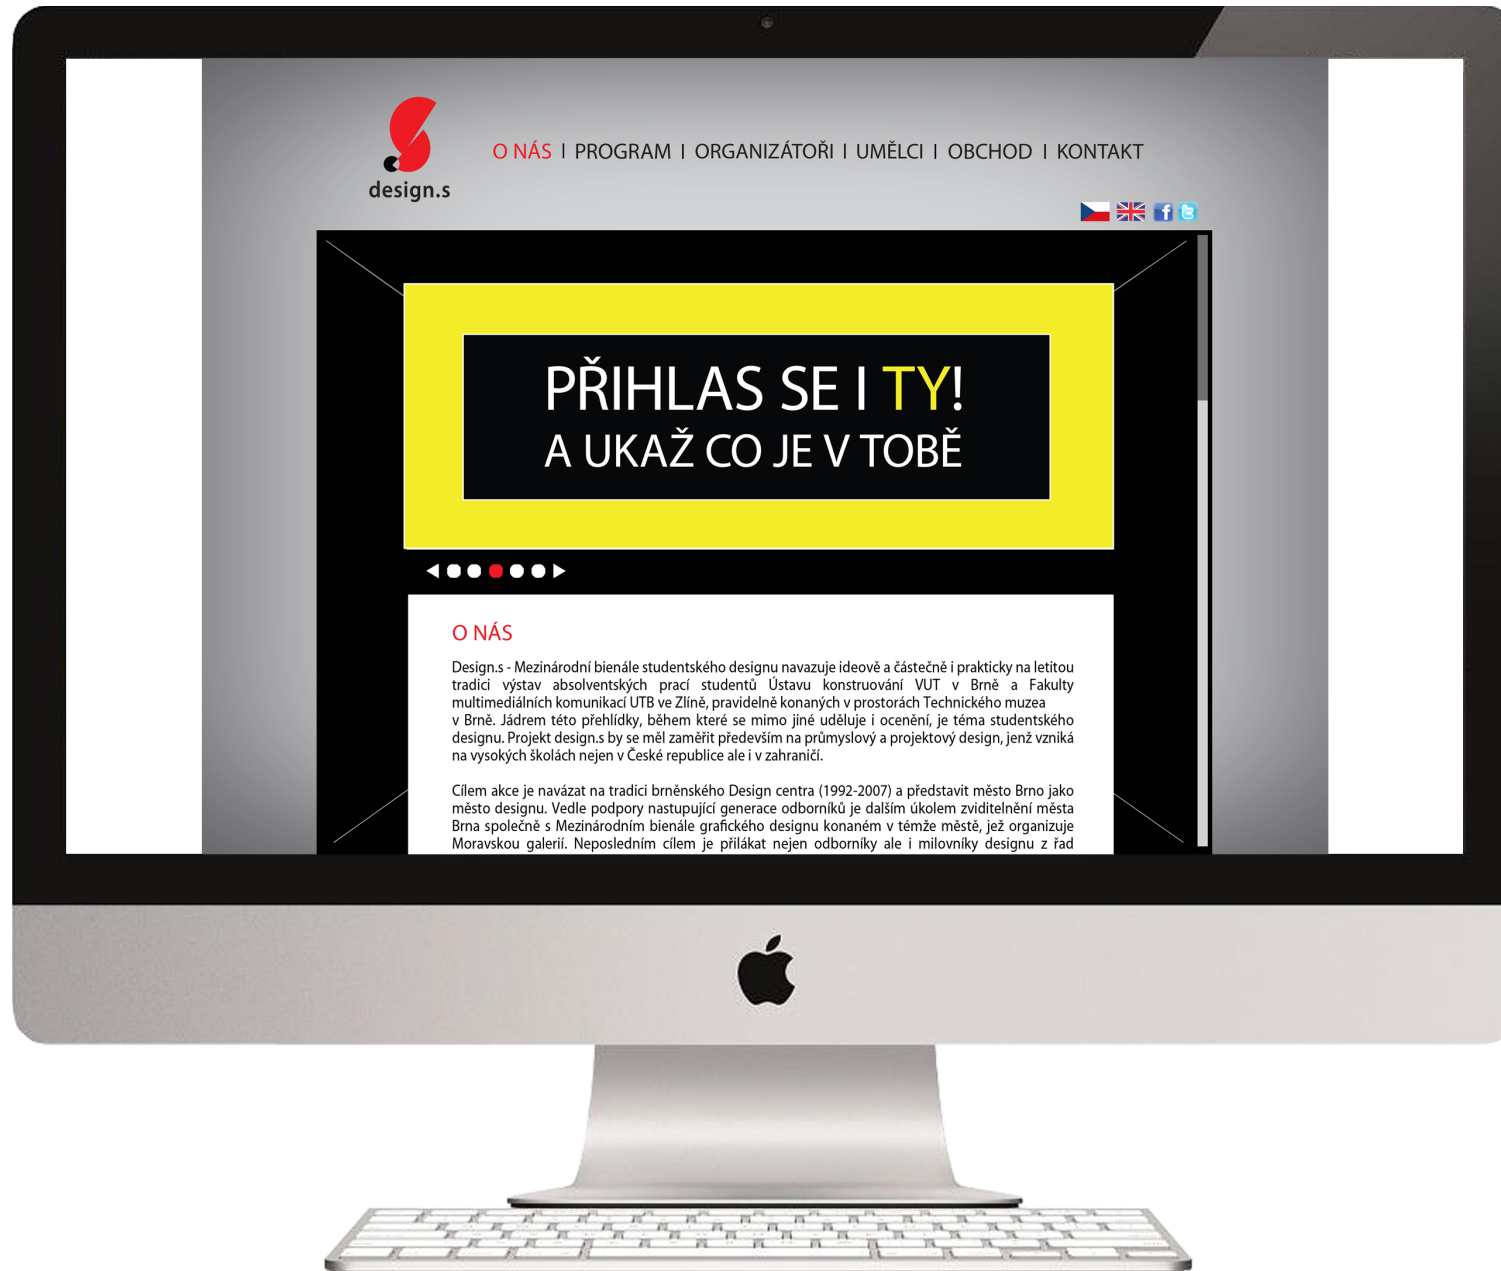 design.s
O NÁS | PROGRAM | ORGANIZÁTOŘI | UMĚLCI | OBCHOD | KONTAKT
PŘIHLAS SE I TY!
A UKAŽ CO JE V TOBĚ
O NÁS
Design.s - Mezinárodní bienále studentského designu navazuje ideově a částečně i prakticky na letitou
tradici výstav absolventských prací studentů Ústavu konstruování VUT v Brně a Fakulty
multimediálních komunikací UTB ve Zlíně, pravidelně konaných v prostorách Technického muzea
v Brně. Jádrem této přehlídky, během které se mimo jiné uděluje i ocenění, je téma studentského
designu. Projekt design.s by se měl zaměřit především na průmyslový a projektový design, jenž vzniká
na vysokých školách nejen v České republice ale i v zahraničí.
Cílem akce je navázat na tradici brněnského Design centra (1992-2007) a představit město Brno jako
město designu. Vedle podpory nastupující generace odborníků je dalším úkolem zviditelnění města
Brna společně s Mezinárodním bienále grafického designu konaném v témže městě, jež organizuje
Moravskou galerií. Neposledním cílem je přilákat nejen odborníky ale i milovníky designu z řad